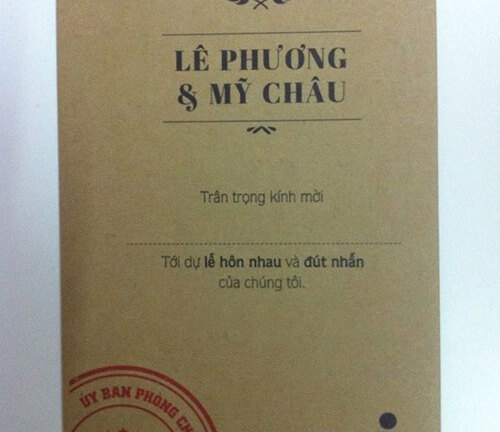 LÊ PHƯƠNG
& MỸ CHÂU
Trân trọng kính mời
Tới dự lễ hôn nhau và đút nhẫn
của chúng tôi.
ỦY BAN PHÒNG